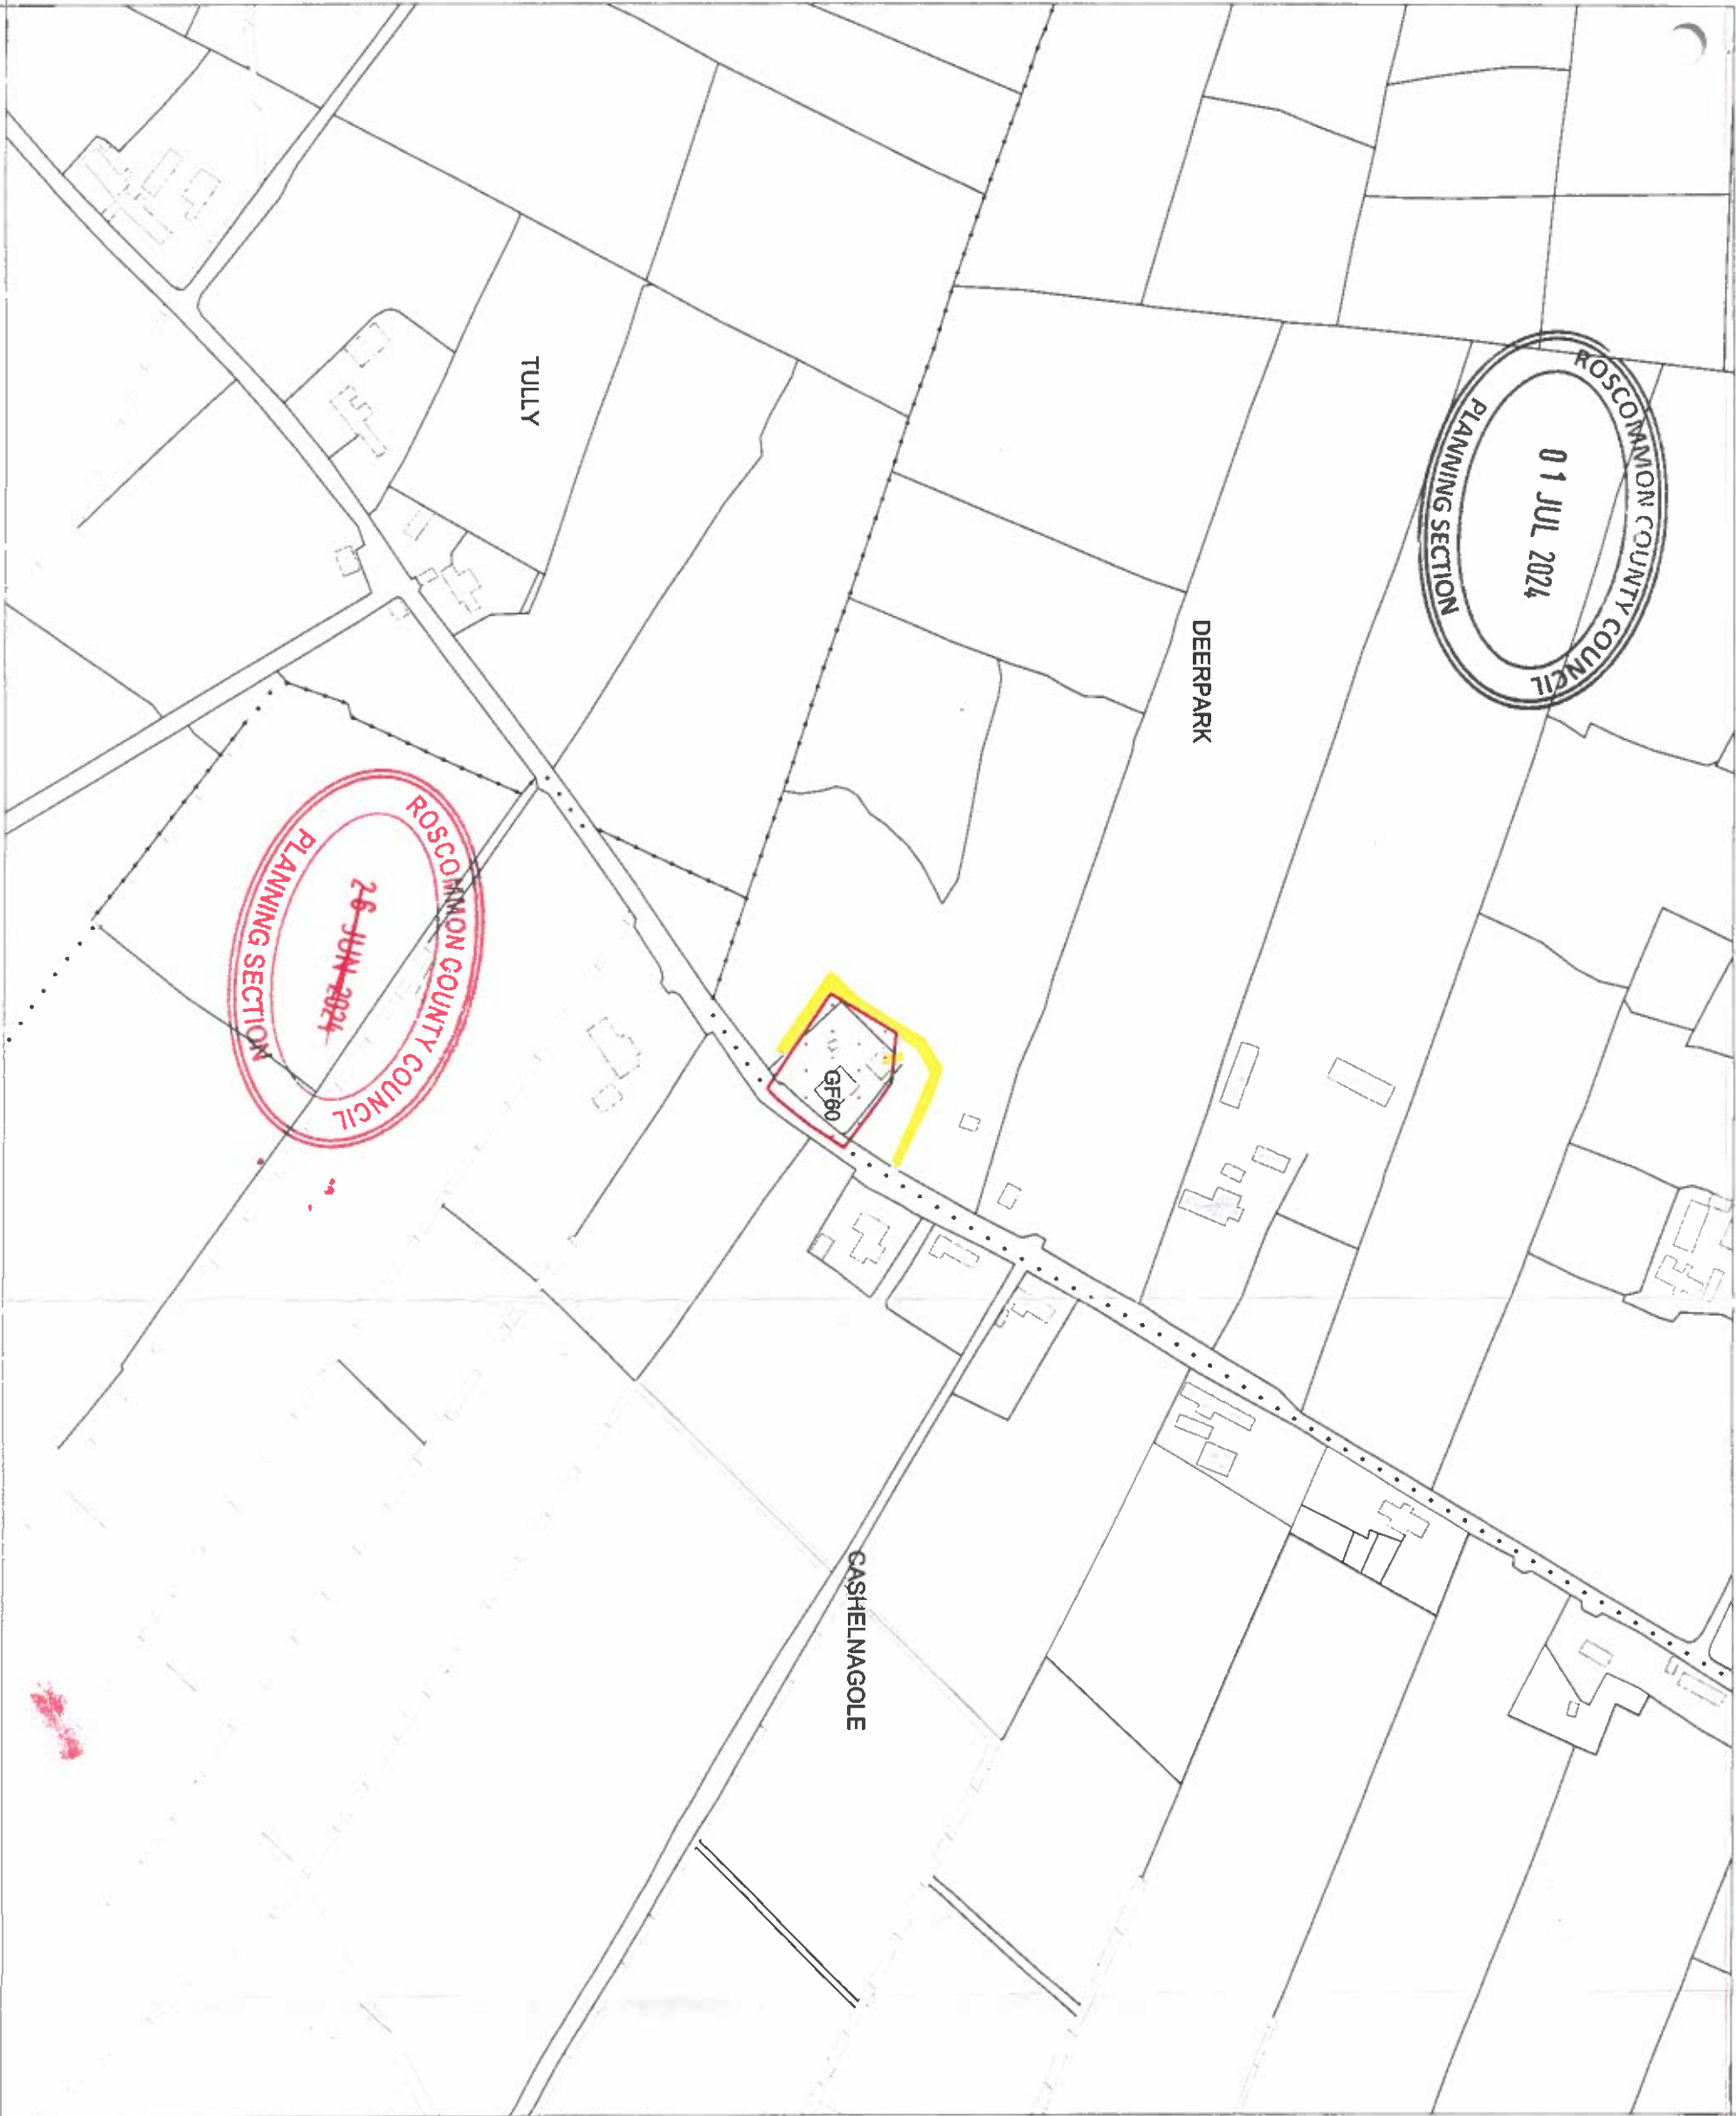 ROSCOMMON COUNTY COUNCIL
01 JUL 2024
PLANNING SECTION
DEERPARK
TULLY
GF60
CASHELNAGOLE
ROSCOMMON COUNTY COUNCIL
26 JUN 2024
PLANNING SECTION